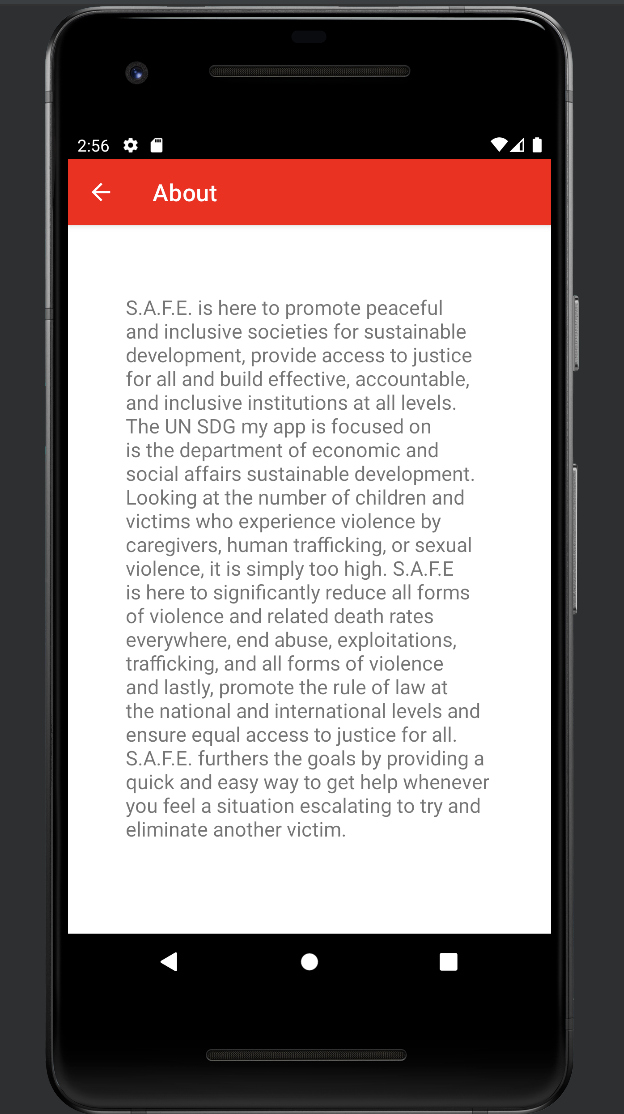 2:56
About
S.A.F.E. is here to promote peaceful
and inclusive societies for sustainable
development, provide access to justice
for all and build effective, accountable,
and inclusive institutions at all levels.
The UN SDG my app is focused on
is the department of economic and
social affairs sustainable development.
Looking at the number of children and
victims who experience violence by
caregivers, human trafficking, or sexual
violence, it is simply too high. S.A.F.E
is here to significantly reduce all forms
of violence and related death rates
everywhere, end abuse, exploitations,
trafficking, and all forms of violence
and lastly, promote the rule of law at
the national and international levels and
ensure equal access to justice for all.
S.A.F.E. furthers the goals by providing a
quick and easy way to get help whenever
you feel a situation escalating to try and
eliminate another victim.